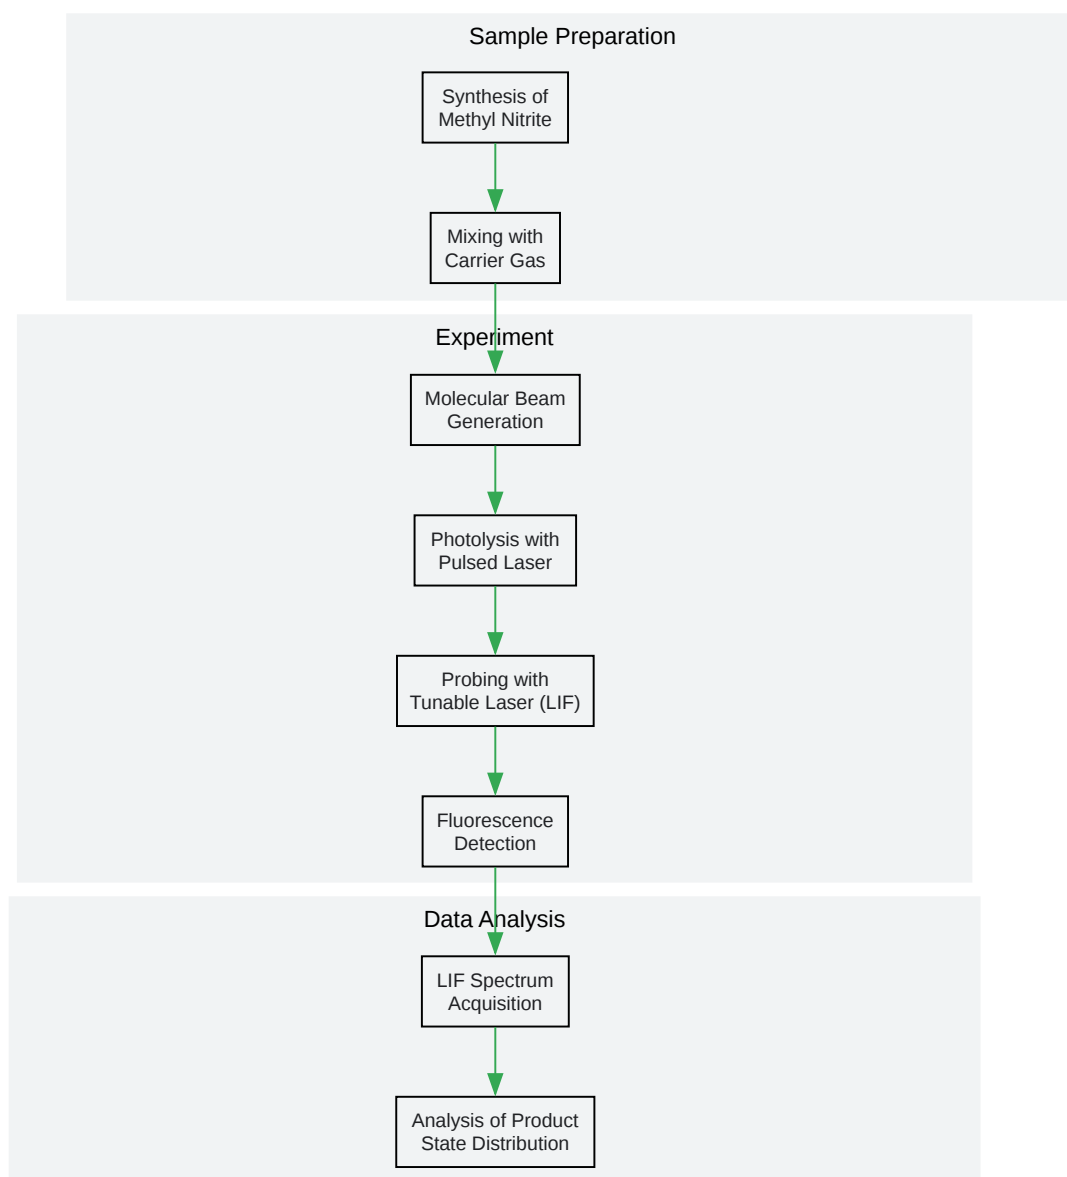 Sample Preparation
Synthesis of
Methyl Nitrite
Mixing with
Carrier Gas
Experiment
Molecular Beam
Generation
Photolysis with
Pulsed Laser
Probing with
Tunable Laser (LIF)
Fluorescence
Detection
Data Analysis
LIF Spectrum
Acquisition
Analysis of Product
State Distribution